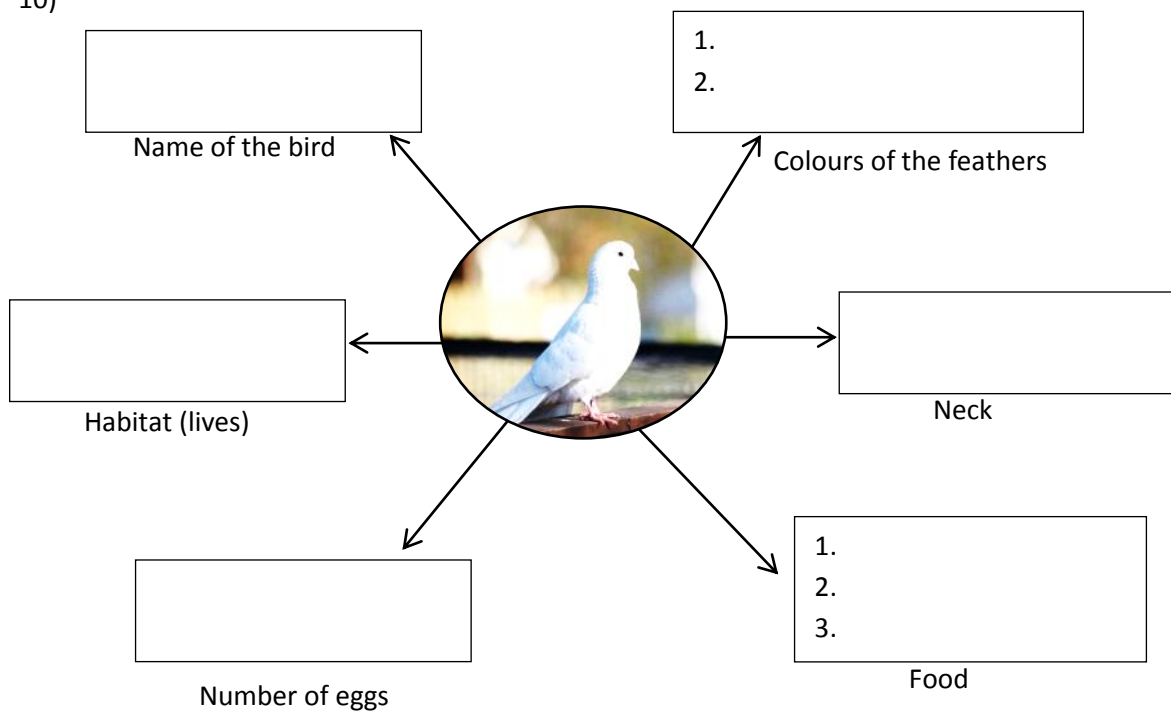 10)
1.
2.
Name of the bird
Colours of the feathers
Habitat (lives)
Neck
1.
2.
3.
Number of eggs
Food